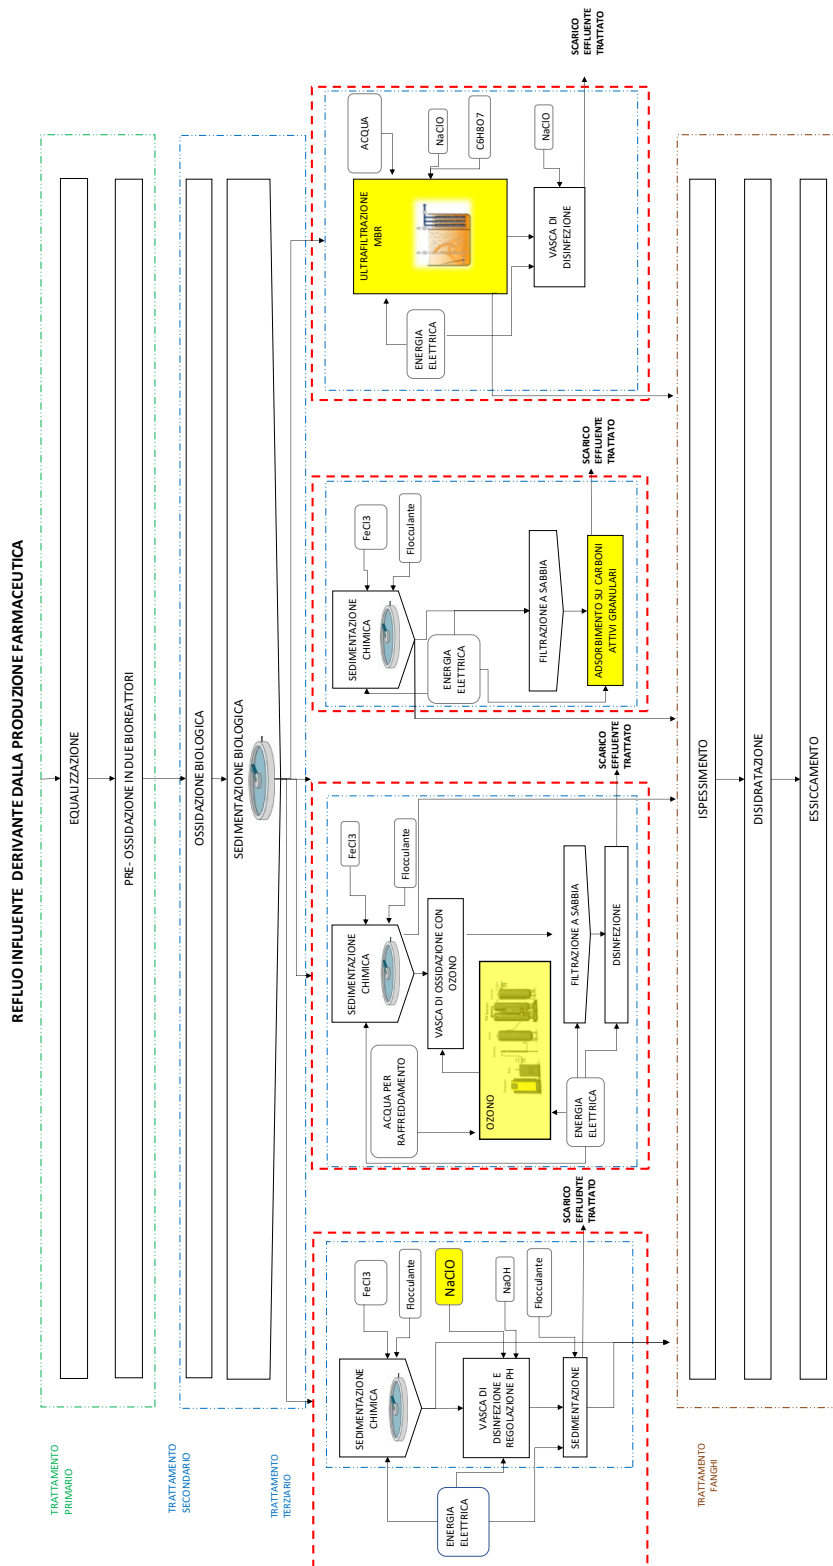 REFLUO INFLUENTE DERIVANTE DALLA PRODUZIONE FARMACEUTICA
TRATTAMENTO
PRIMARIO
EQUALIZZAZIONE
PRE- OSSIDAZIONE IN DUE BIOREATTORI
TRATTAMENTO
SECONDARIO
OSSIDAZIONE BIOLOGICA
SEDIMENTAZIONE BIOLOGICA
TRATTAMENTO
TERZIARIO
SEDIMENTAZIONE
CHIMICA
FeCl3
Flocculante
NaClO
ENERGIA
ELETTRICA
VASCA DI
DISINFEZIONE E
REGOLAZIONE PH
NaOH
Flocculante
SEDIMENTAZIONE
SCARICO
EFFLUENTE
TRATTATO
SEDIMENTAZIONE
CHIMICA
FeCl3
Flocculante
ACQUA PER
RAFFREDDAMENTO
VASCA DI OSSIDAZIONE CON
OZONO
OZONO
ENERGIA
ELETTRICA
FILTRAZIONE A SABBIA
DISINFEZIONE
SCARICO
EFFLUENTE
TRATTATO
SEDIMENTAZIONE
CHIMICA
FeCl3
Flocculante
ENERGIA
ELETTRICA
FILTRAZIONE A SABBIA
ADSORBIMENTO SU CARBONI
ATTIVI GRANULARI
SCARICO
EFFLUENTE
TRATTATO
ULTRAFILTRAZIONE
MBR
ACQUA
NaClO
C6H8O7
ENERGIA
ELETTRICA
VASCA DI
DISINFEZIONE
NaClO
SCARICO
EFFLUENTE
TRATTATO
TRATTAMENTO
FANGHI
ISPESSIMENTO
DISIDRATAZIONE
ESSICCAMENTO